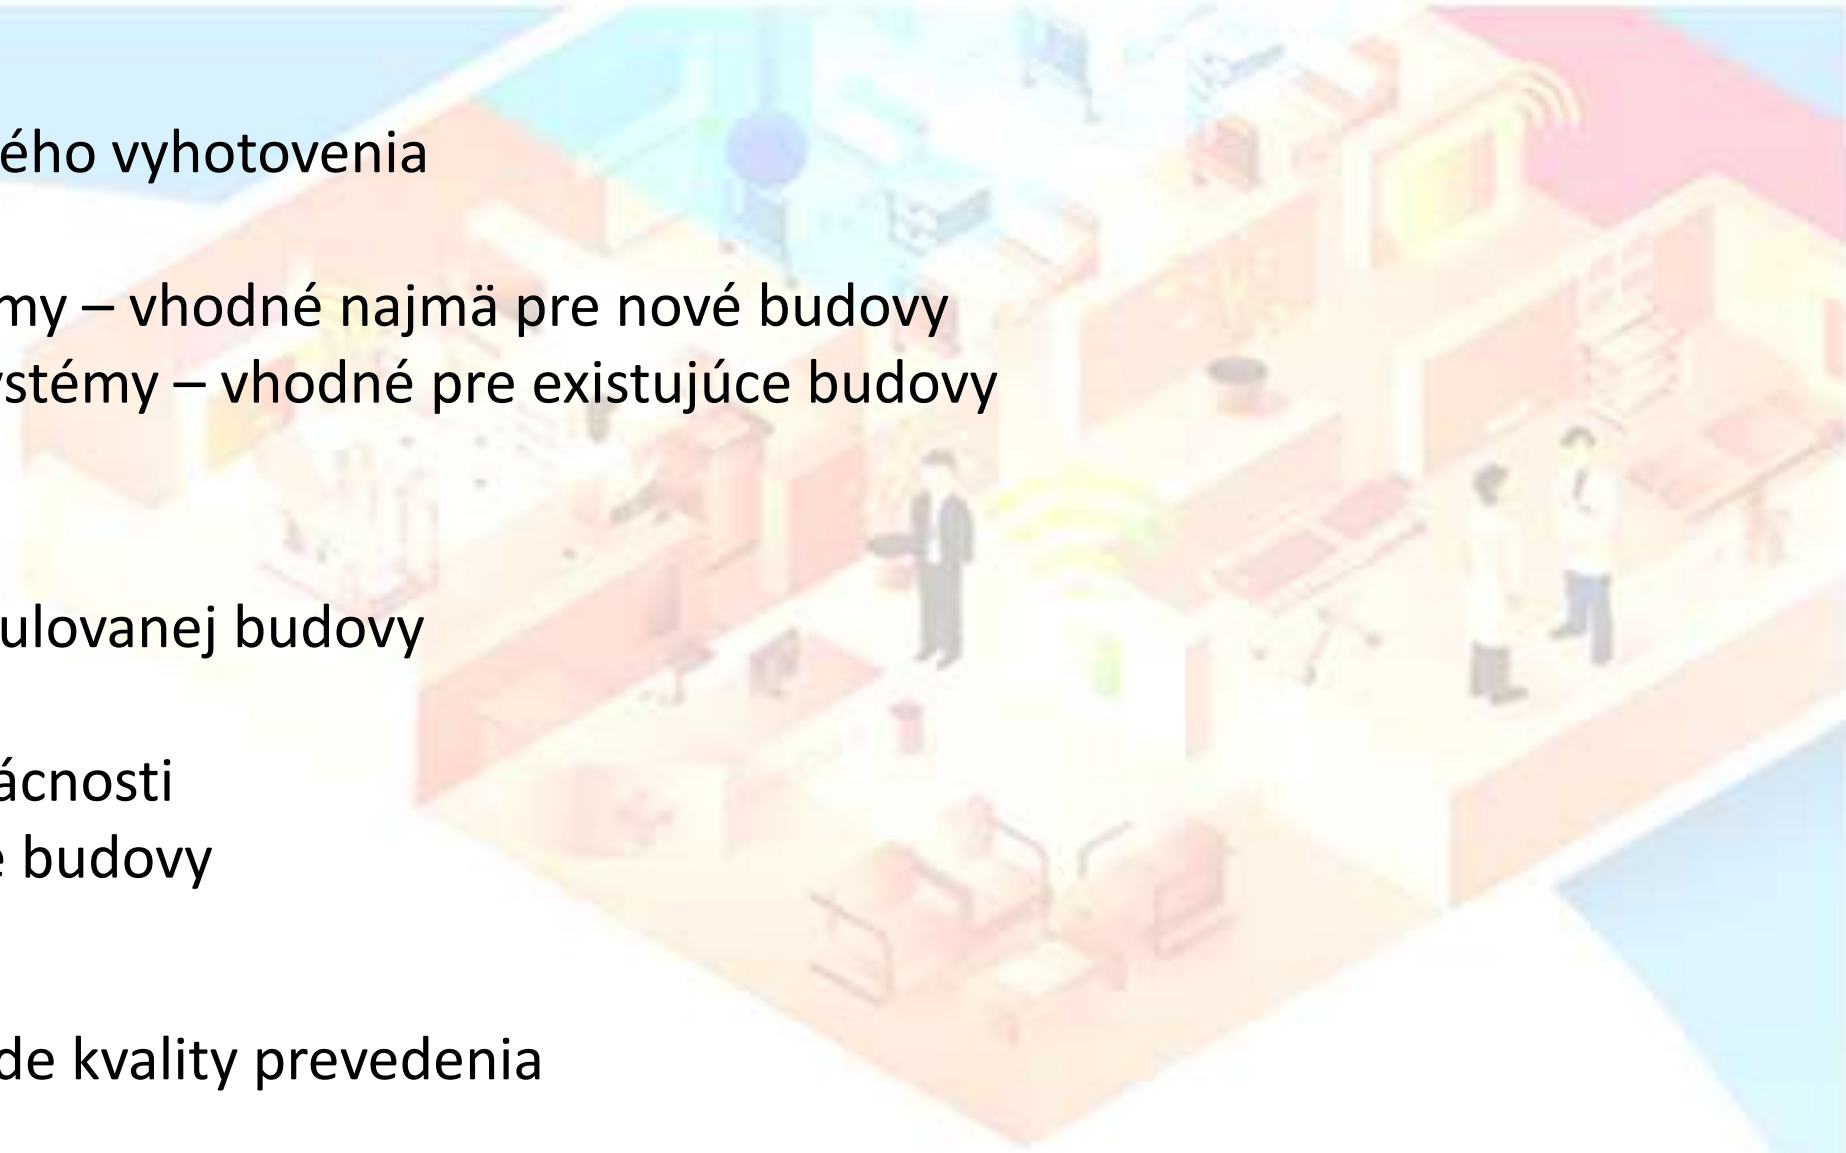 ého vyhotovenia
my – vhodné najmä pre nové budovy
ystémy – vhodné pre existujúce budovy
ulovanej budovy
ácnosti
e budovy
de kvality prevedenia